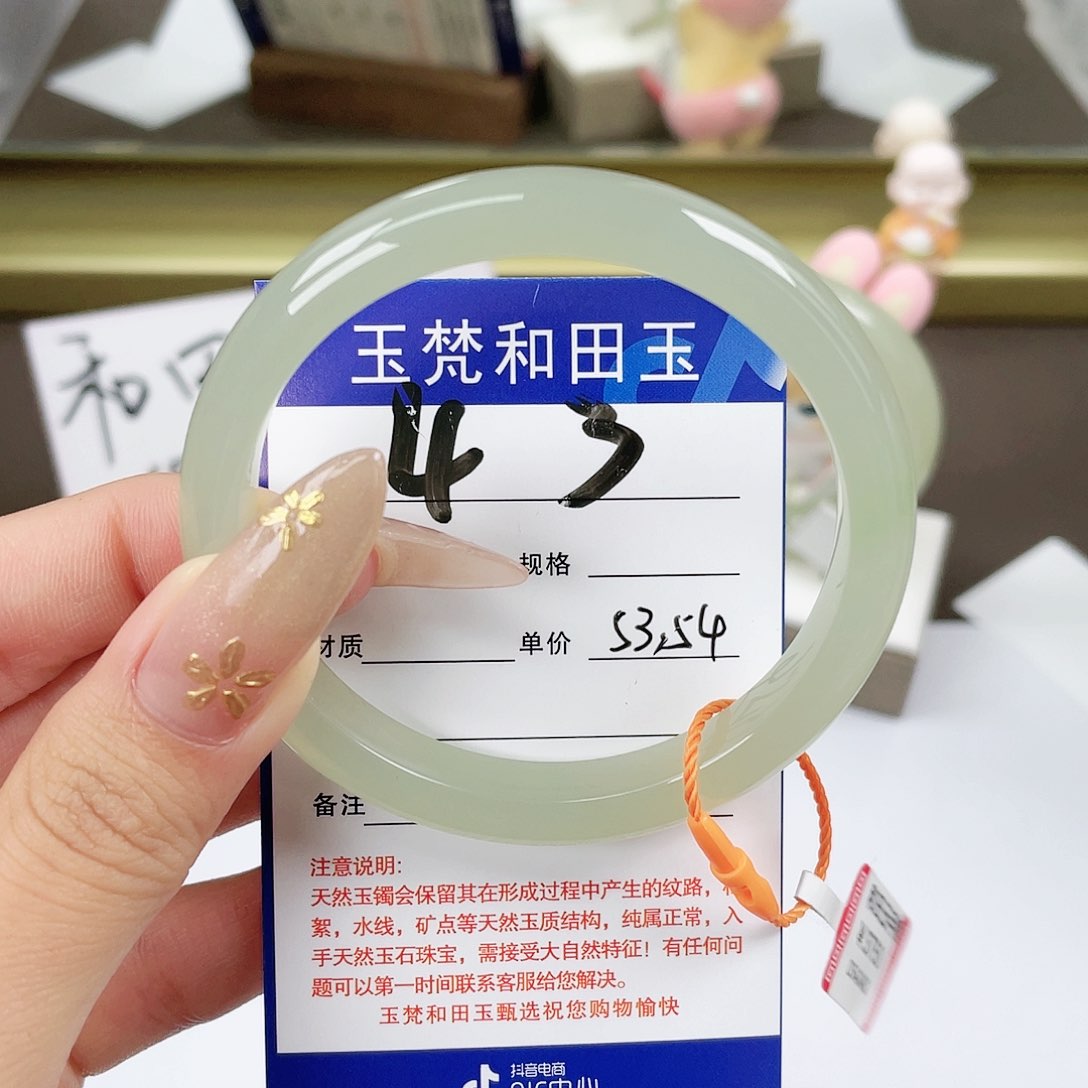 玉梵和田玉
和田
43
规格
材质 单价 53.54
备注
注意说明:
天然玉镯会保留其在形成过程中产生的纹路，
絮，水线，矿点等天然玉质结构，纯属正常，入
手天然玉石珠宝，需接受大自然特征！有任何问
题可以第一时间联系客服给您解决。
玉梵和田玉甄选祝您购物愉快
抖音电商